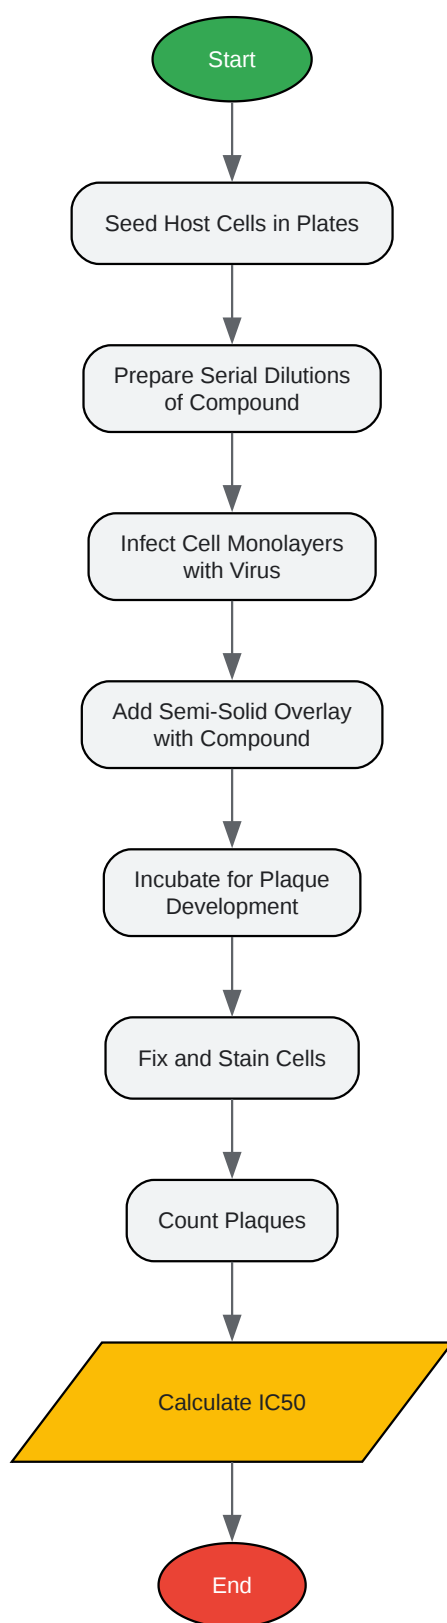 Start
Seed Host Cells in Plates
Prepare Serial Dilutions
of Compound
Infect Cell Monolayers
with Virus
Add Semi-Solid Overlay
with Compound
Incubate for Plaque
Development
Fix and Stain Cells
Count Plaques
Calculate IC50
End